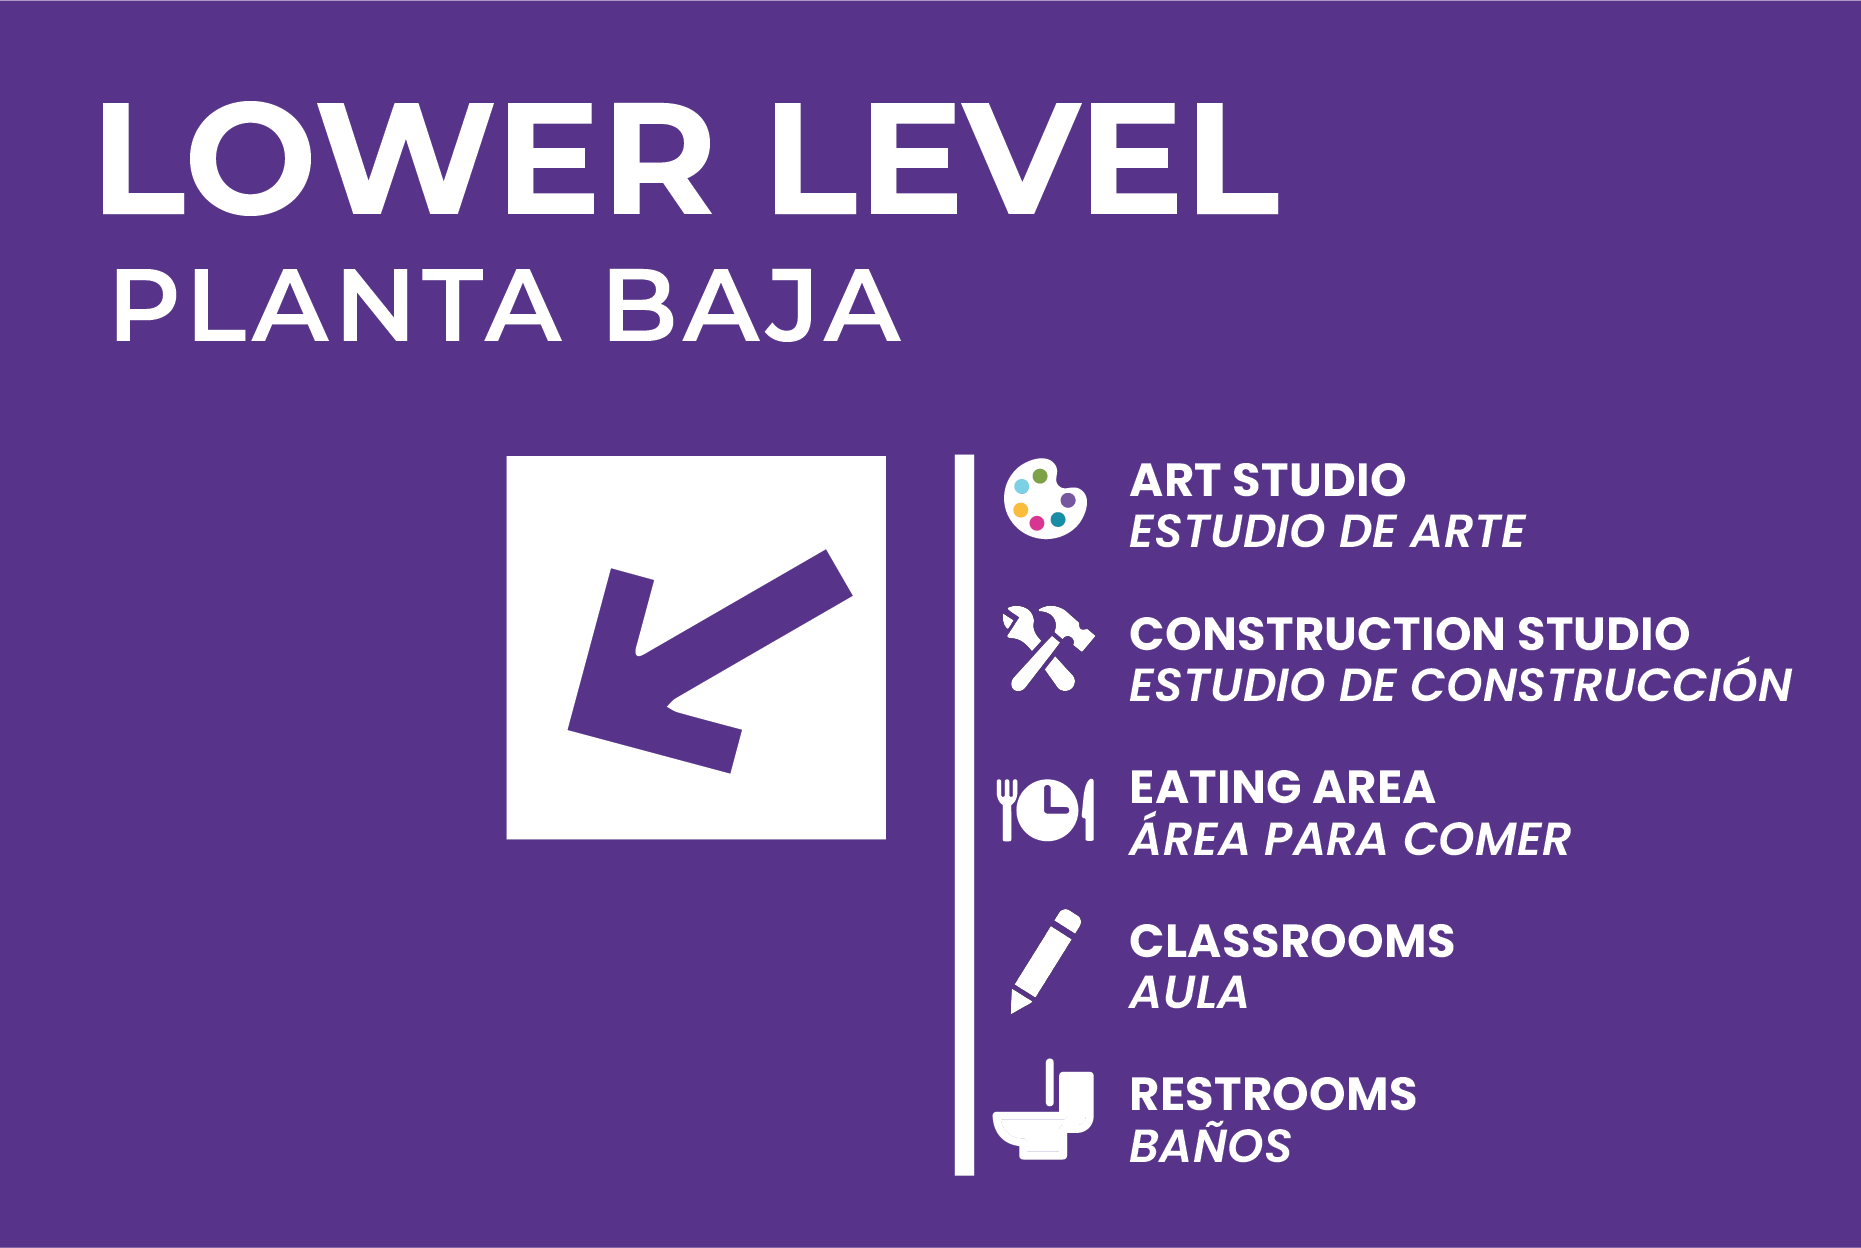 LOWER LEVEL
PLANTA BAJA
ART STUDIO
ESTUDIO DE ARTE
CONSTRUCTION STUDIO
ESTUDIO DE CONSTRUCCIÓN
EATING AREA
ÁREA PARA COMER
CLASSROOMS
AULA
RESTROOMS
BAÑOS